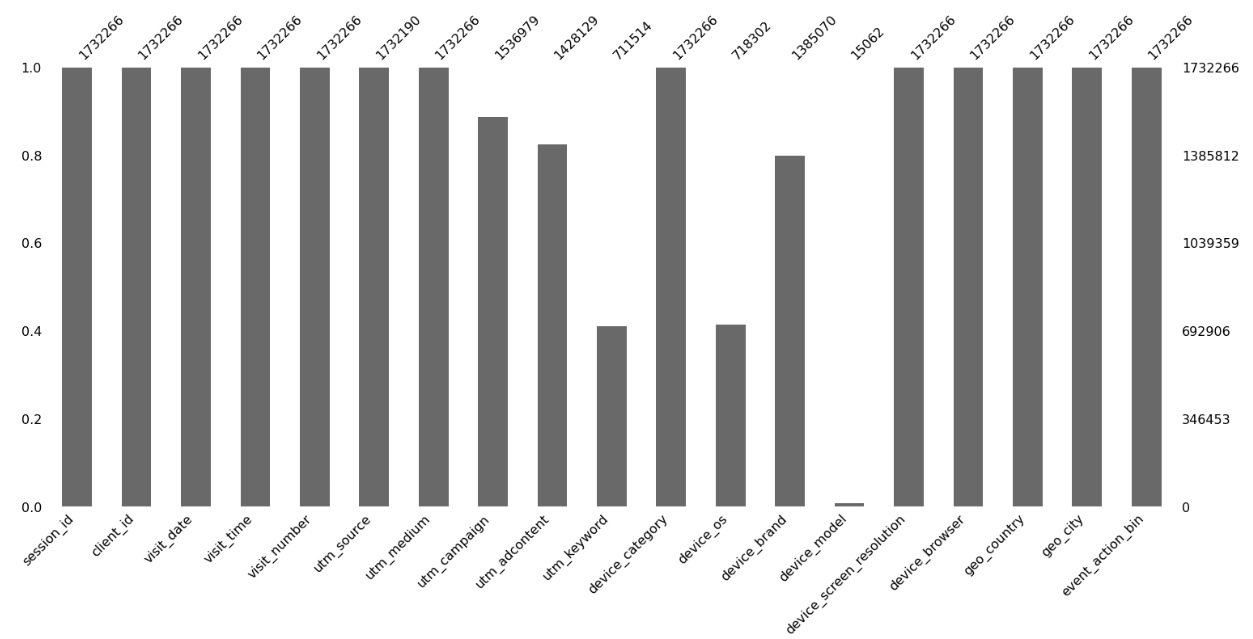 1732266
1732266
1732266
1732266
1732266
1732190
1732266
1536979
1428129
711514
1732266
718302
1385070
15062
1732266
1732266
1732266
1732266
1732266
1.0
1732266
0.8
1385812
0.6
1039359
0.4
692906
0.2
346453
0.0
0
session_id
client_id
visit_date
visit_time
visit_number
utm_source
utm_medium
utm_campaign
utm_adcontent
utm_keyword
device_category
device_os
device_brand
device_model
device_screen_resolution
device_browser
geo_country
geo_city
event_action_bin